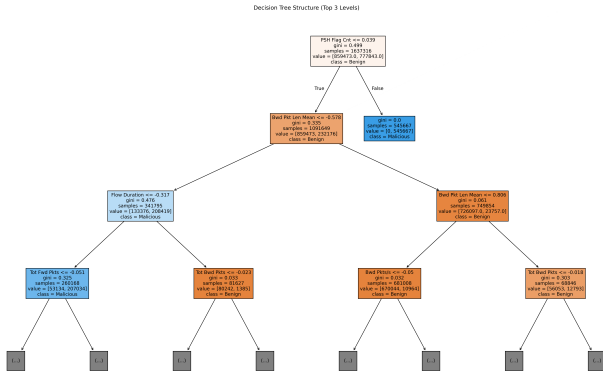 Decision Tree Structure (Top 3 Levels)
PSH Flag Cnt <= 0.039
gini = 0.499
samples = 1637316
value = [859473.0, 777843.0]
class = Benign
True
False
Bwd Pkt Len Mean <= -0.578
gini = 0.335
samples = 1091649
value = [859473, 232176]
class = Benign
gini = 0.0
samples = 545667
value = [0, 545667]
class = Malicious
Flow Duration <= -0.317
gini = 0.476
samples = 341795
value = [133376, 208419]
class = Malicious
Bwd Pkt Len Mean <= 0.806
gini = 0.061
samples = 749854
value = [726097.0, 23757.0]
class = Benign
Tot Fwd Pkts <= -0.051
gini = 0.325
samples = 260168
value = [53134, 207034]
class = Malicious
Tot Bwd Pkts <= -0.023
gini = 0.033
samples = 81627
value = [80242, 1385]
class = Benign
Bwd Pkts/s <= -0.05
gini = 0.032
samples = 681008
value = [670044, 10964]
class = Benign
Tot Bwd Pkts <= -0.018
gini = 0.303
samples = 68846
value = [56053, 12793]
class = Benign
(...)
(...)
(...)
(...)
(...)
(...)
(...)
(...)